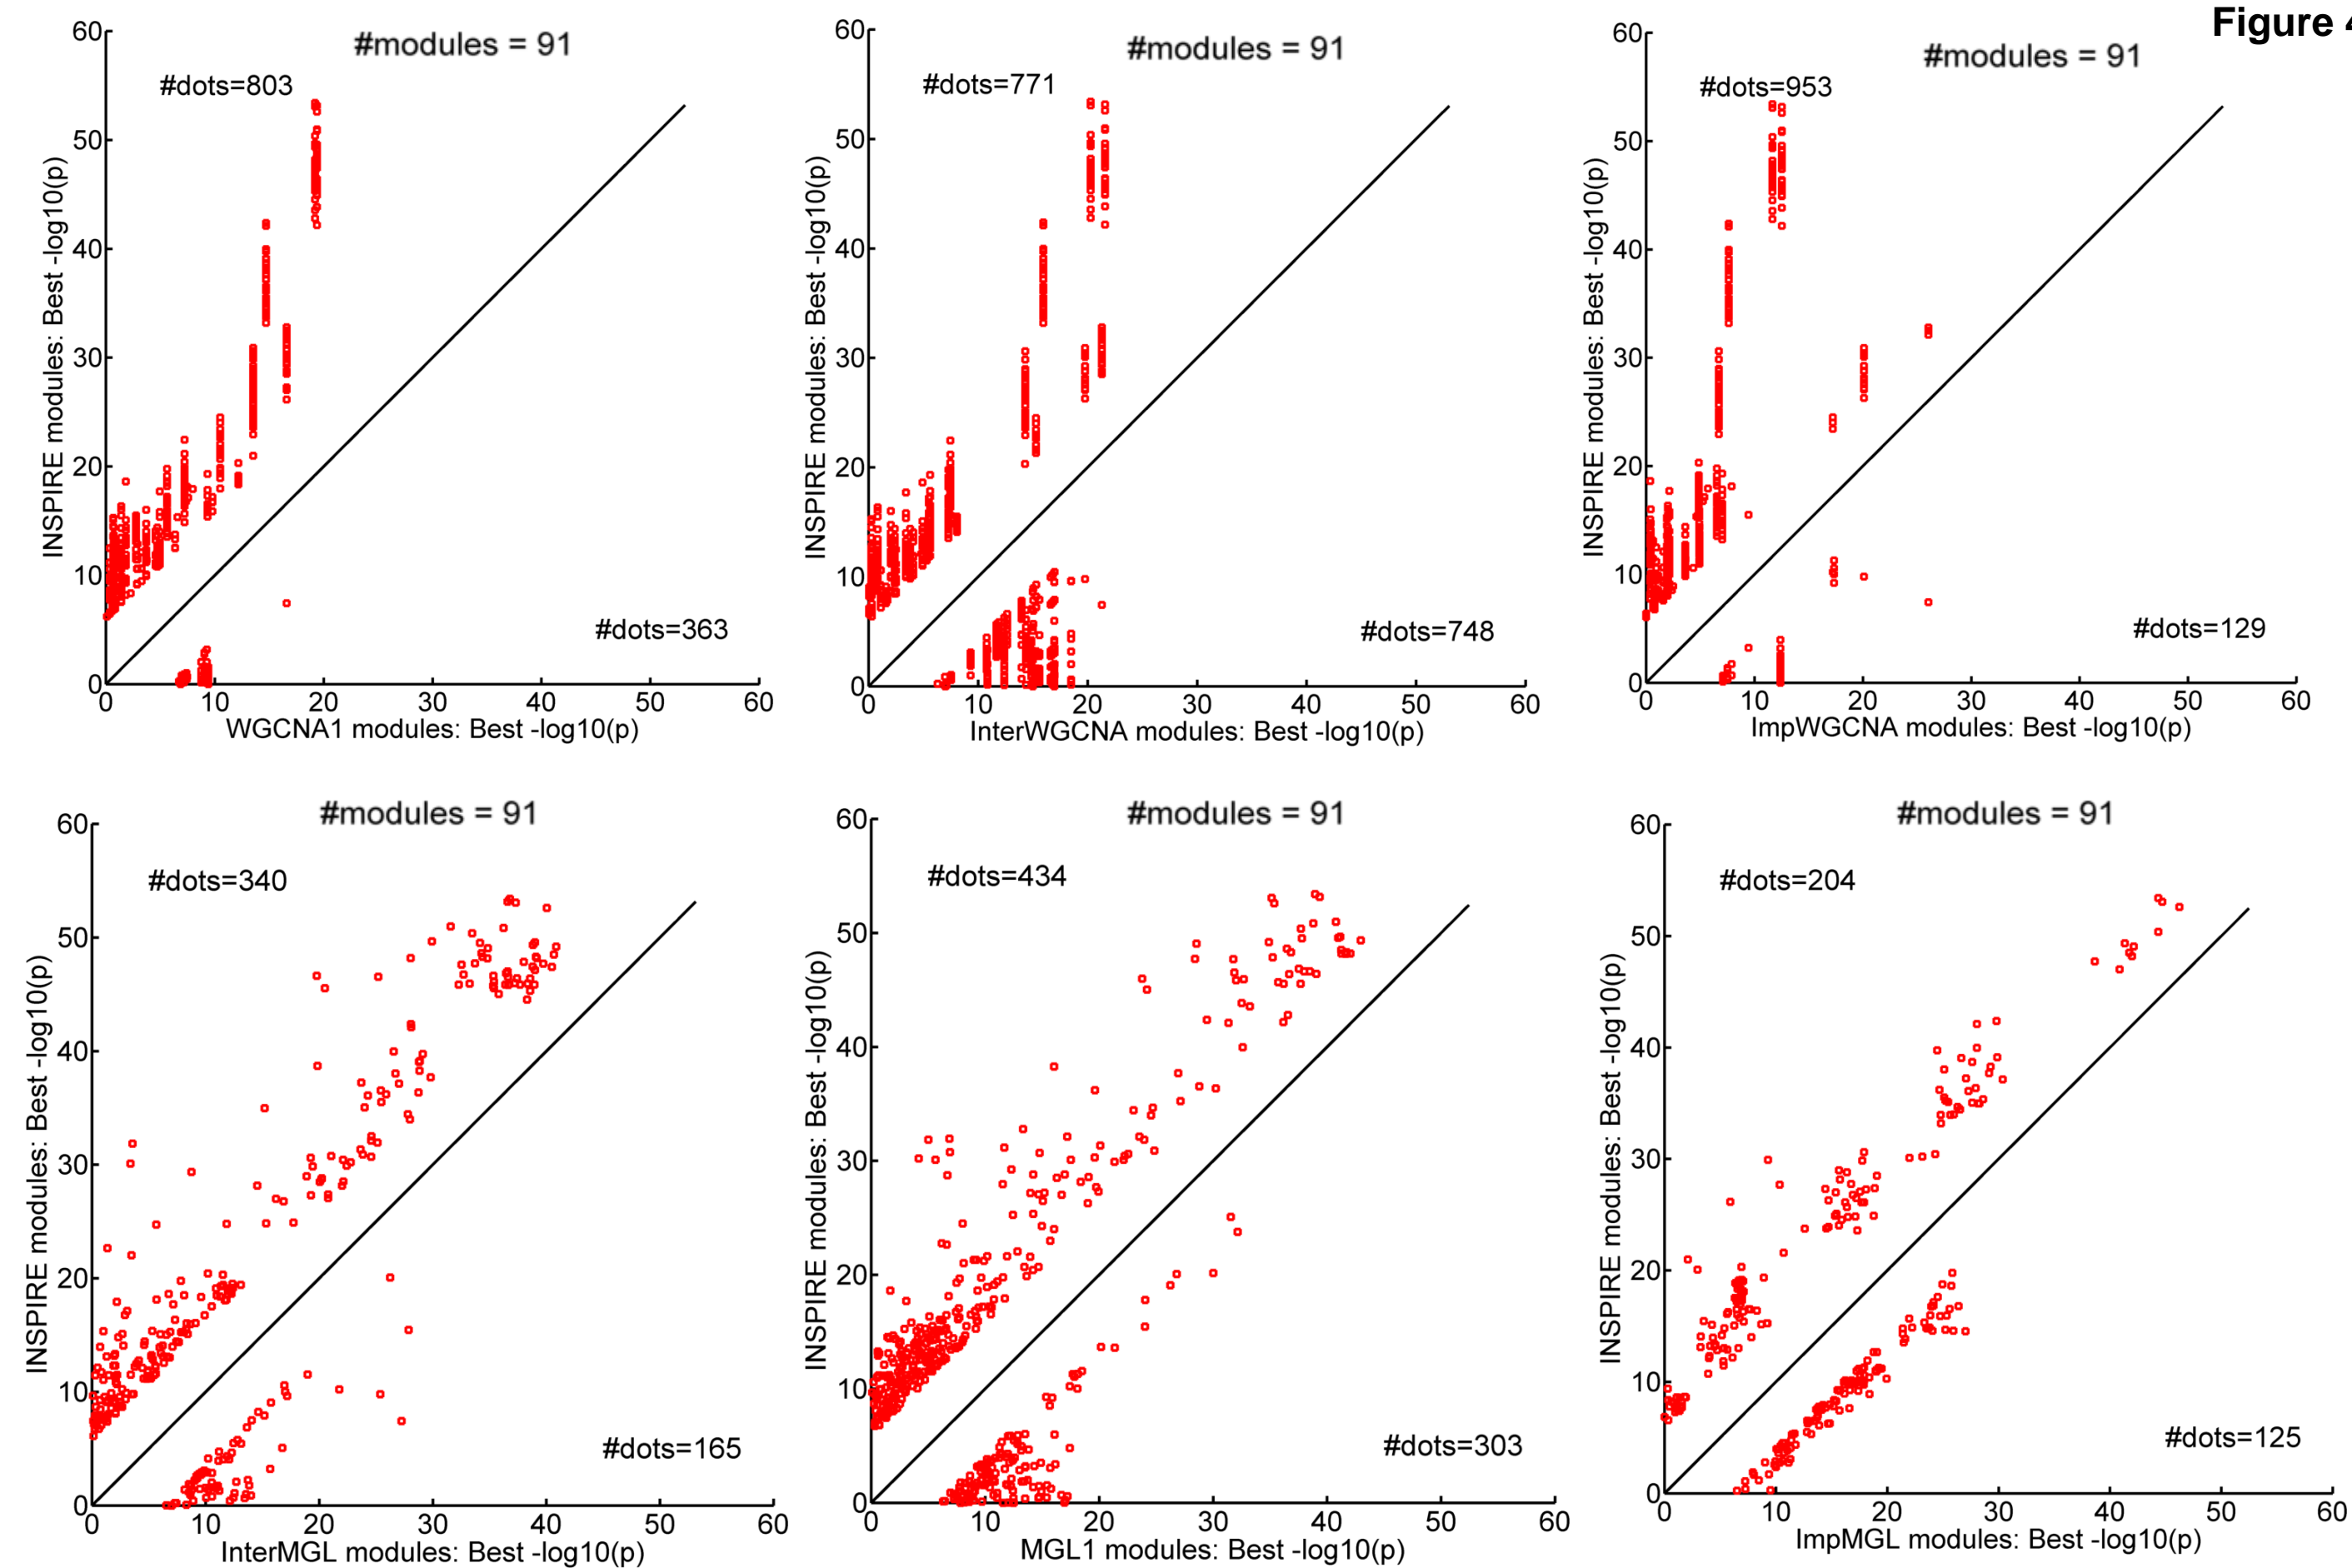 Figure 4
#modules = 91
#dots=803
60
50
40
30
20
10
0
INSPIRE modules: Best -log10(p)
#dots=363
0 10 20 30 40 50 60
WGCNA1 modules: Best -log10(p)
#modules = 91
#dots=771
60
50
40
30
20
10
0
INSPIRE modules: Best -log10(p)
#dots=748
0 10 20 30 40 50 60
InterWGCNA modules: Best -log10(p)
#modules = 91
#dots=953
60
50
40
30
20
10
0
INSPIRE modules: Best -log10(p)
#dots=129
0 10 20 30 40 50 60
ImpWGCNA modules: Best -log10(p)
#modules = 91
#dots=340
60
50
40
30
20
10
0
INSPIRE modules: Best -log10(p)
#dots=165
0 10 20 30 40 50 60
InterMGL modules: Best -log10(p)
#modules = 91
#dots=434
60
50
40
30
20
10
0
INSPIRE modules: Best -log10(p)
#dots=303
0 10 20 30 40 50 60
MGL1 modules: Best -log10(p)
#modules = 91
#dots=204
60
50
40
30
20
10
0
INSPIRE modules: Best -log10(p)
#dots=125
0 10 20 30 40 50 60
ImpMGL modules: Best -log10(p)